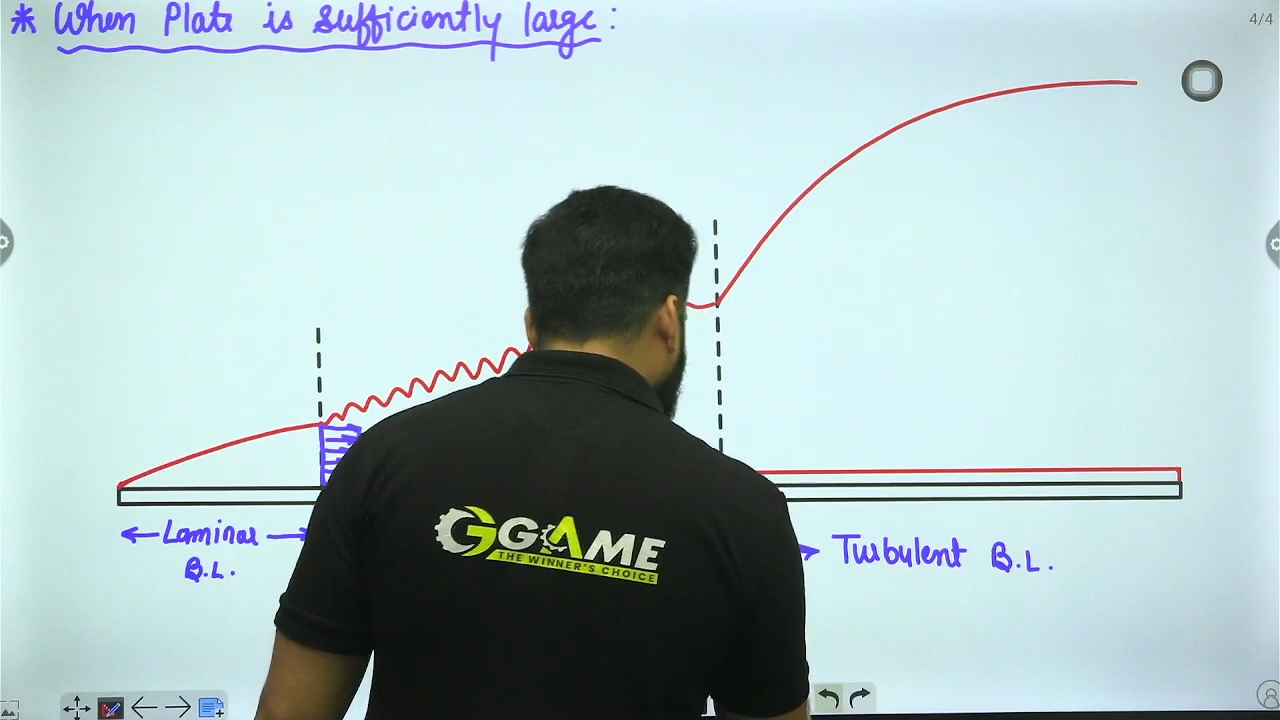 * When Plate is sufficiently large:
4/4
← Laminar →
B.L.
→ Turbulent B.L.
GGAME
THE WINNER'S CHOICE